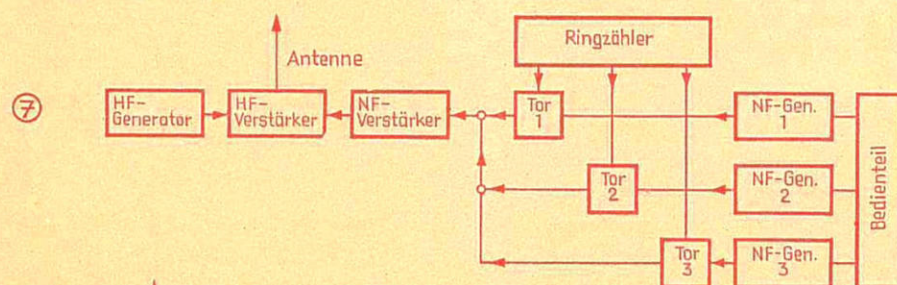 7
Antenne
Ringzähler
HF-
Generator
HF-
Verstärker
NF-
Verstärker
Tor
1
NF-Gen.
1
Tor
2
NF-Gen.
2
Tor
3
NF-Gen.
3
Bedienteil